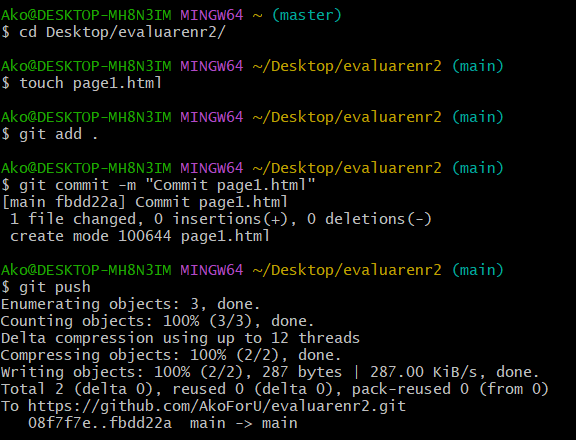 Ako@DESKTOP-MH8N3IM MINGW64 ~ (master)
$ cd Desktop/evaluarenr2/
Ako@DESKTOP-MH8N3IM MINGW64 ~/Desktop/evaluarenr2 (main)
$ touch page1.html
Ako@DESKTOP-MH8N3IM MINGW64 ~/Desktop/evaluarenr2 (main)
$ git add .
Ako@DESKTOP-MH8N3IM MINGW64 ~/Desktop/evaluarenr2 (main)
$ git commit -m "Commit page1.html"
[main fbdd22a] Commit page1.html
 1 file changed, 0 insertions(+), 0 deletions(-)
 create mode 100644 page1.html
Ako@DESKTOP-MH8N3IM MINGW64 ~/Desktop/evaluarenr2 (main)
$ git push
Enumerating objects: 3, done.
Counting objects: 100% (3/3), done.
Delta compression using up to 12 threads
Compressing objects: 100% (2/2), done.
Writing objects: 100% (2/2), 287 bytes | 287.00 KiB/s, done.
Total 2 (delta 0), reused 0 (delta 0), pack-reused 0 (from 0)
To https://github.com/AkoForU/evaluarenr2.git
   08f7f7e..fbdd22a  main -> main